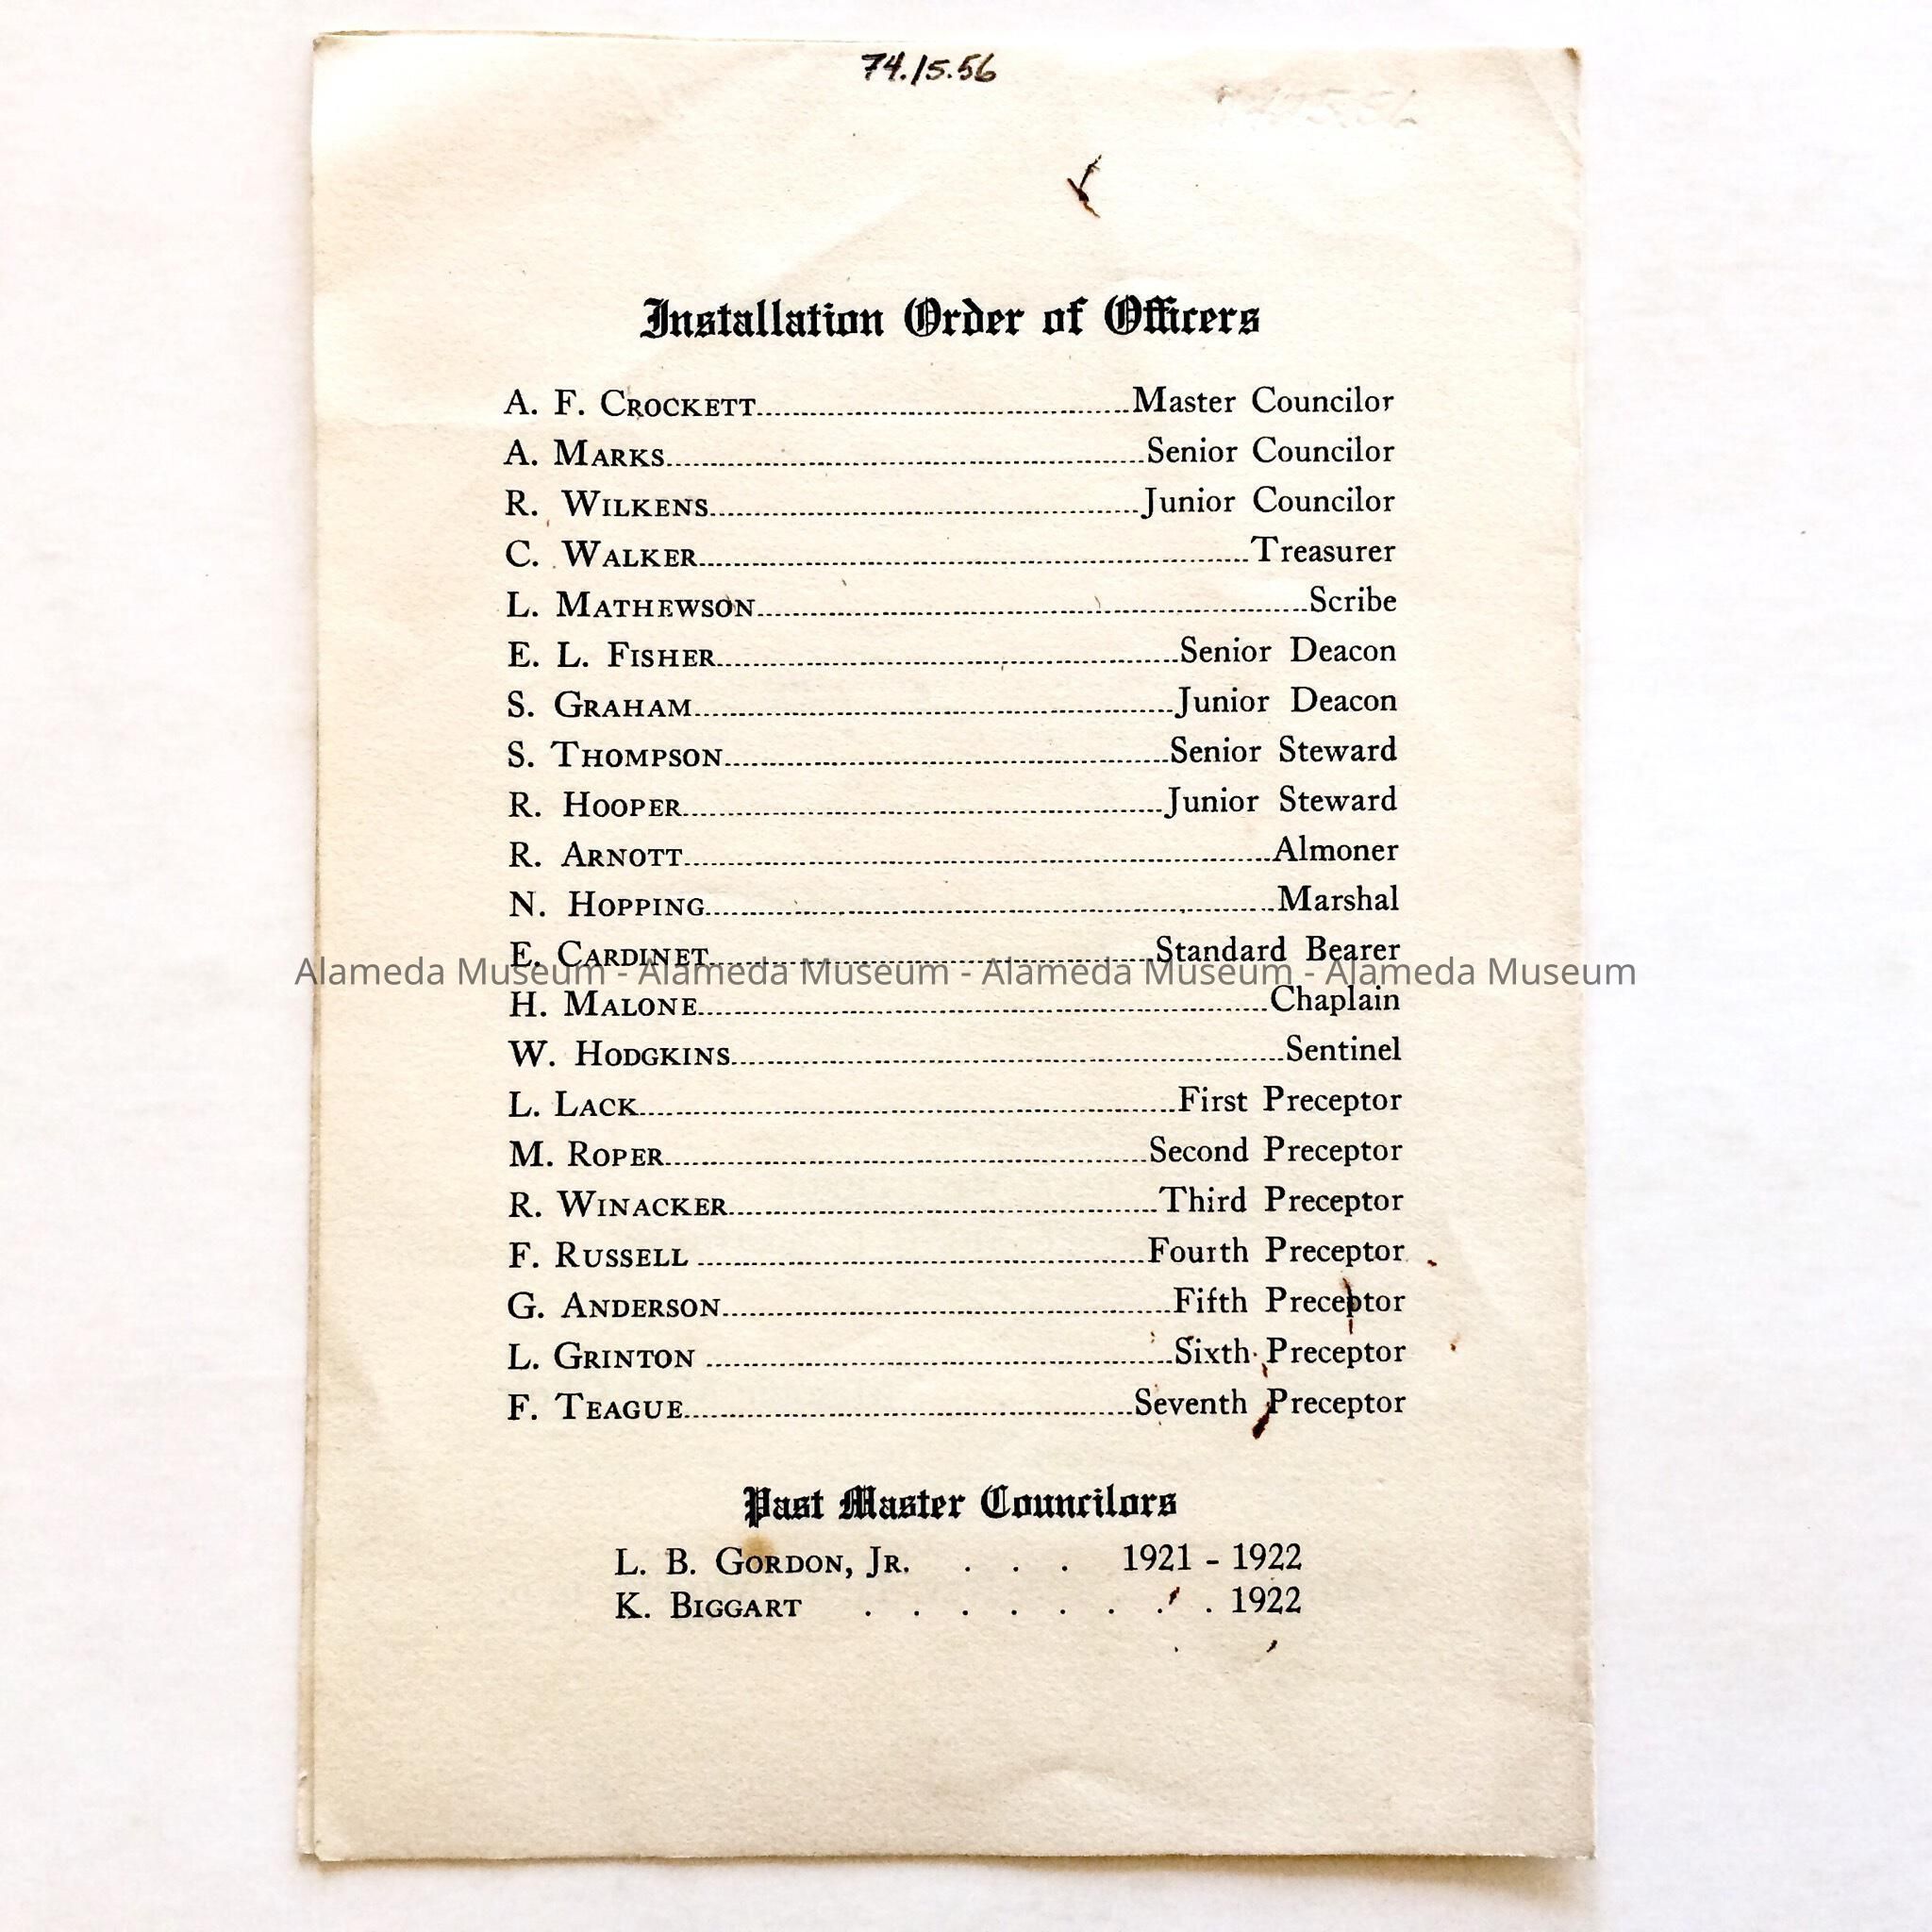 74.15.56
Installation Order of Officers
A. F. CROCKETT........Master Councilor
A. MARKS........Senior Councilor
R. WILKENS........Junior Councilor
C. WALKER........Treasurer
L. MATHEWSON........Scribe
E. L. FISHER........Senior Deacon
S. GRAHAM........Junior Deacon
S. THOMPSON........Senior Steward
R. HOOPER........Junior Steward
R. ARNOTT........Almoner
N. HOPPING........Marshal
E. CARDINET........Standard Bearer
Alameda Museum - Alameda Museum - Alameda Museum - Alameda Museum
H. MALONE........Chaplain
W. HODGKINS........Sentinel
L. LACK........First Preceptor
M. ROPER........Second Preceptor
R. WINACKER........Third Preceptor
F. RUSSELL ........Fourth Preceptor
G. ANDERSON........Fifth Preceptor
L. GRINTON ........Sixth Preceptor
F. TEAGUE........Seventh Preceptor
Past Master Councilors
L. B. GORDON, JR. . . . 1921 - 1922
K. BIGGART . . . . . . . . 1922